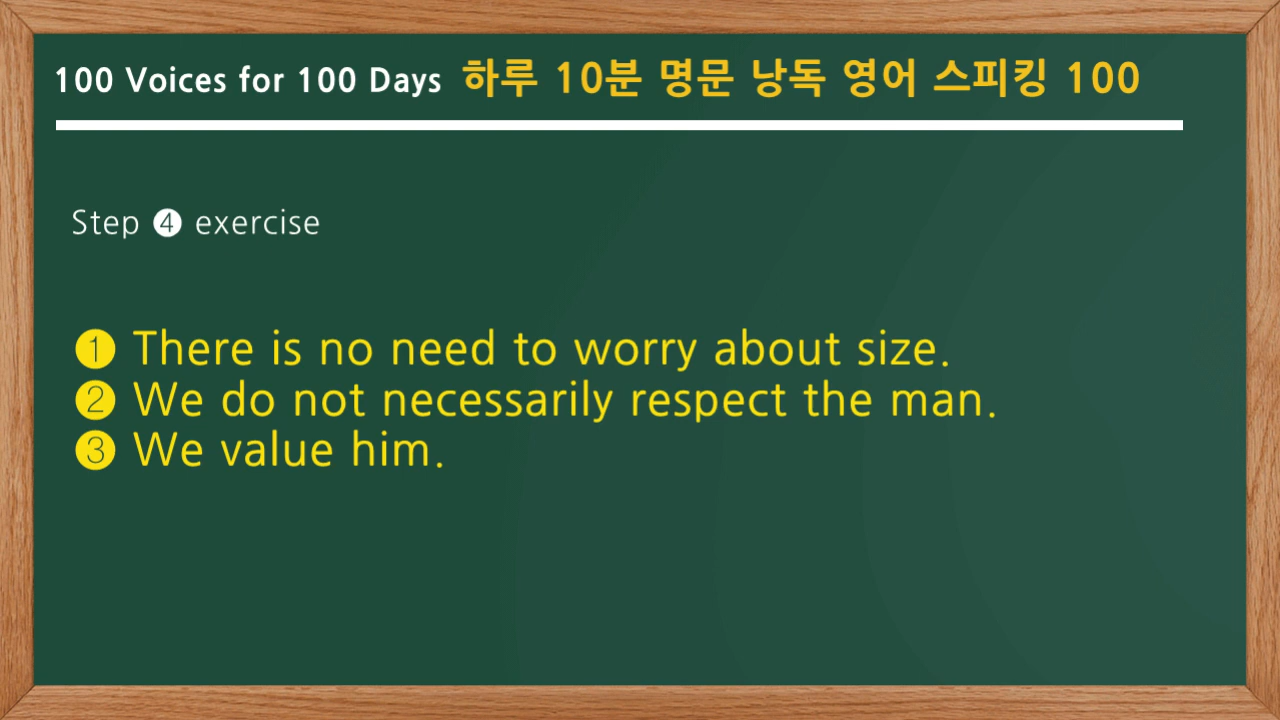 100 Voices for 100 Days 하루 10분 명문 낭독 영어 스피킹 100
Step ❹ exercise
❶ There is no need to worry about size.
❷ We do not necessarily respect the man.
❸ We value him.